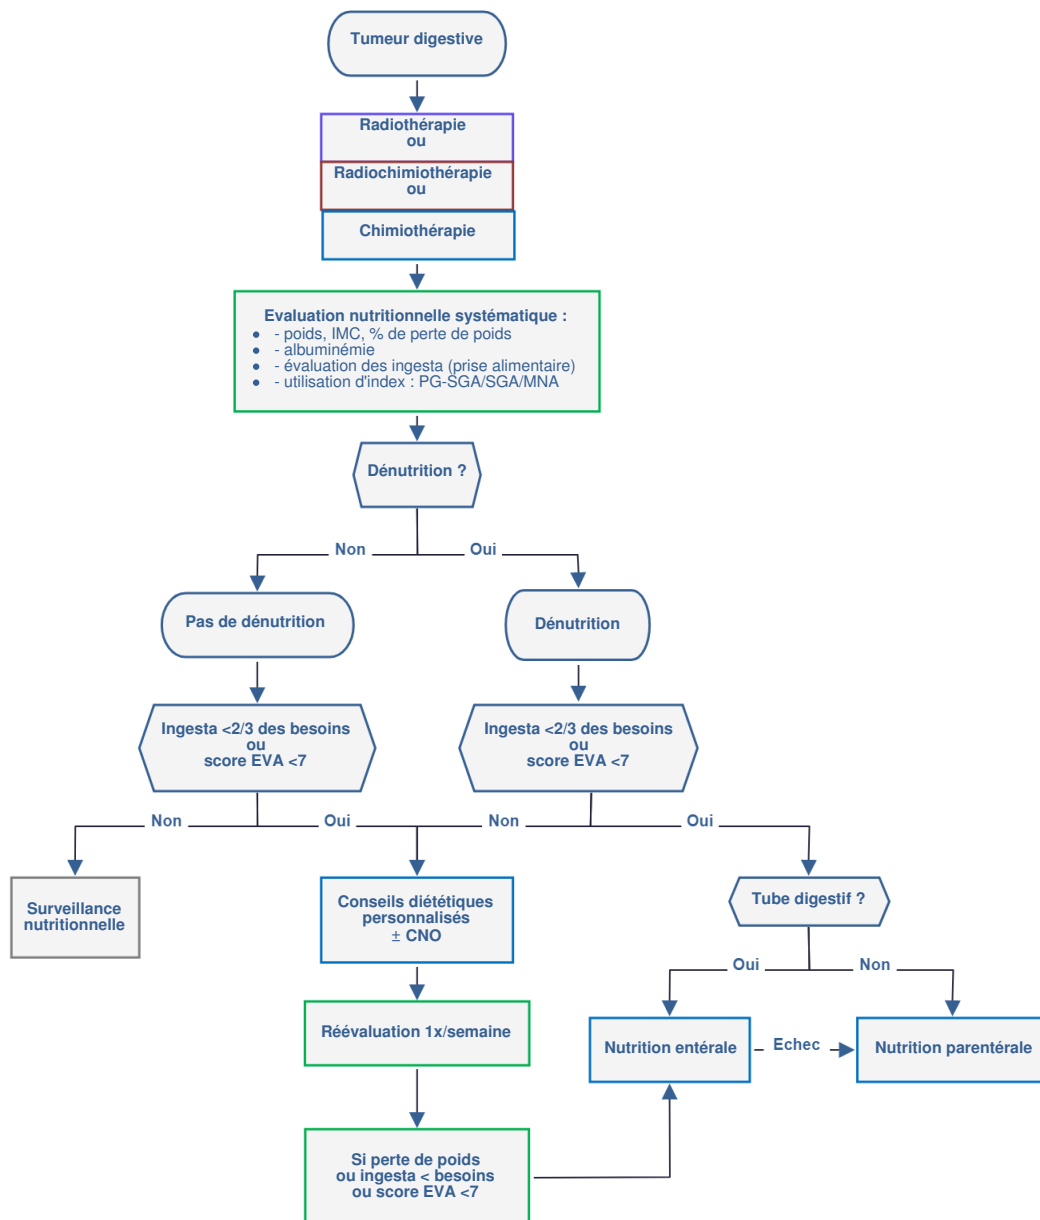 Tumeur digestive
Radiothérapie
ou
Radiochimiothérapie
ou
Chimiothérapie
Evaluation nutritionnelle systématique :
● - poids, IMC, % de perte de poids
● - albuminémie
● - évaluation des ingesta (prise alimentaire)
● - utilisation d'index : PG-SGA/SGA/MNA
Dénutrition ?
Non
Oui
Pas de dénutrition
Dénutrition
Ingesta <2/3 des besoins
ou
score EVA <7
Ingesta <2/3 des besoins
ou
score EVA <7
Non
Oui
Non
Oui
Surveillance
nutritionnelle
Conseils diététiques
personnalisés
± CNO
Tube digestif ?
Oui
Non
Réévaluation 1x/semaine
Nutrition entérale
Echec
Nutrition parentérale
Si perte de poids
ou ingesta < besoins
ou score EVA <7